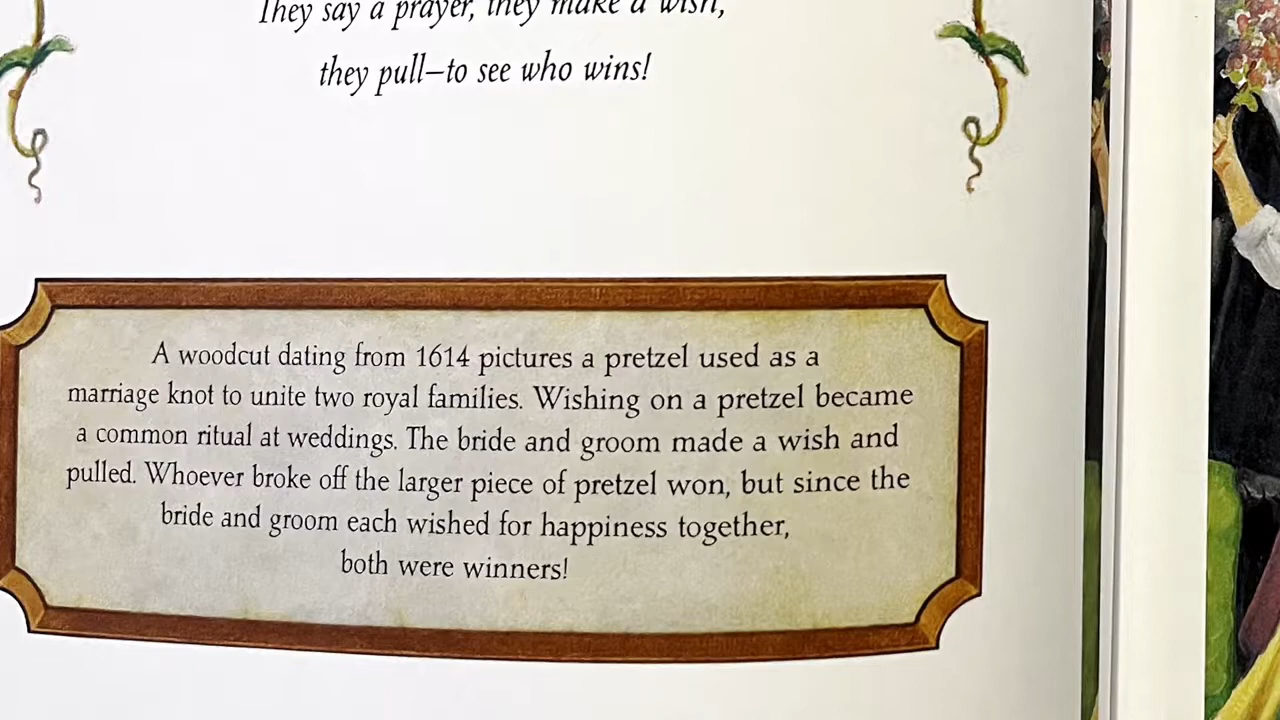 They say a prayer, they make a wish,
they pull—to see who wins!
A woodcut dating from 1614 pictures a pretzel used as a
marriage knot to unite two royal families. Wishing on a pretzel became
a common ritual at weddings. The bride and groom made a wish and
pulled. Whoever broke off the larger piece of pretzel won, but since the
bride and groom each wished for happiness together,
both were winners!